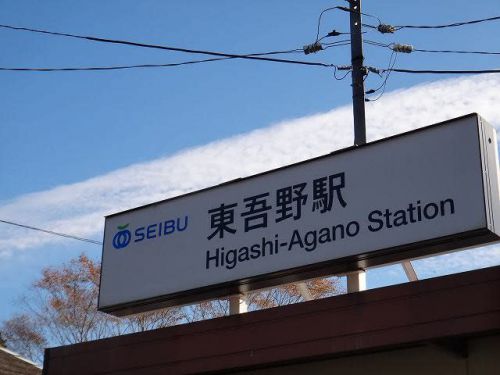 SEIBU
東吾野駅
Higashi-Agano Station